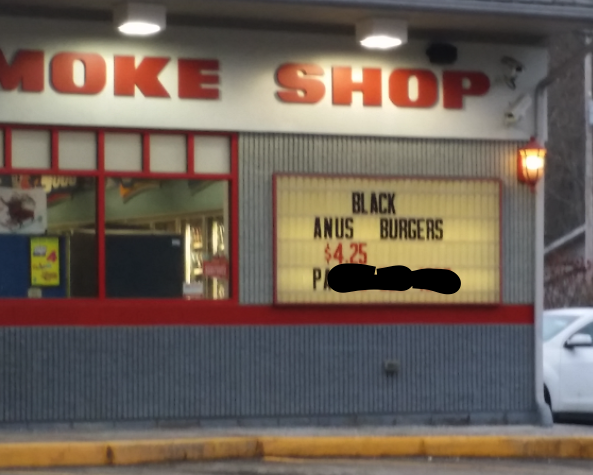 MOKE SHOP
BLACK
ANUS BURGERS
$4.25
PA